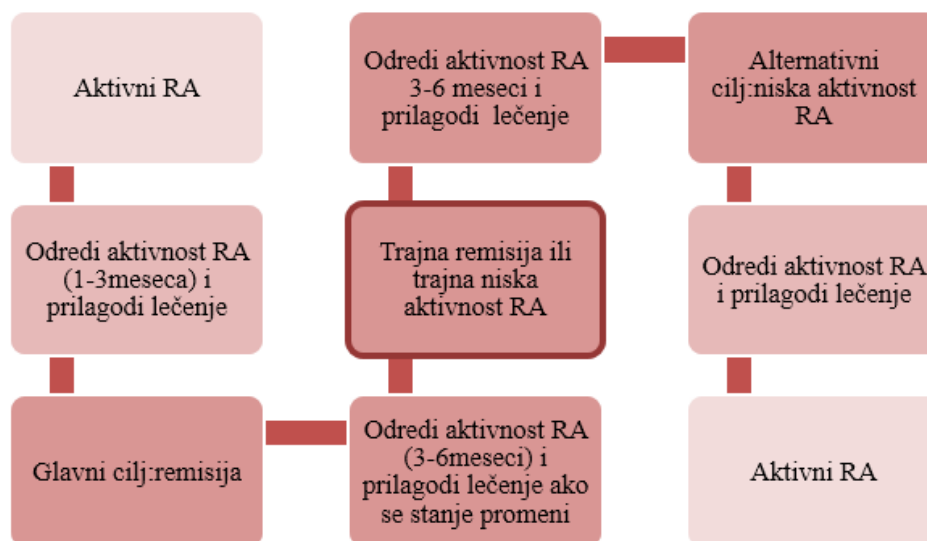 Aktivni RA
Odredi aktivnost RA
(1-3meseca) i
prilagodi lečenje
Glavni cilj:remisija
Odredi aktivnost RA
(3-6meseci) i
prilagodi lečenje ako
se stanje promeni
Trajna remisija ili
trajna niska
aktivnost RA
Odredi aktivnost RA
3-6 meseci i
prilagodi lečenje
Alternativni
cilj:niska aktivnost
RA
Odredi aktivnost RA
i prilagodi lečenje
Aktivni RA